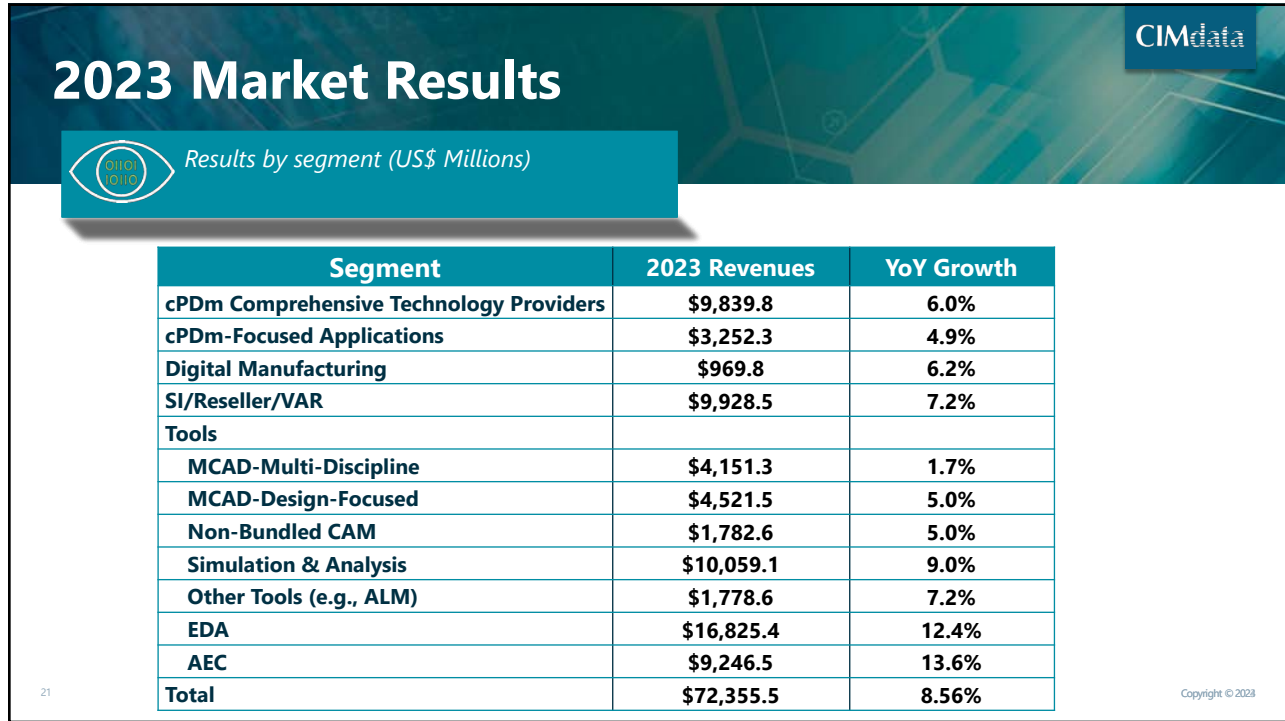 CIMdata
2023 Market Results
01101
10110
Results by segment (US$ Millions)
Segment 2023 Revenues YoY Growth
cPDm Comprehensive Technology Providers $9,839.8 6.0%
cPDm-Focused Applications $3,252.3 4.9%
Digital Manufacturing $969.8 6.2%
SI/Reseller/VAR $9,928.5 7.2%
Tools
MCAD-Multi-Discipline $4,151.3 1.7%
MCAD-Design-Focused $4,521.5 5.0%
Non-Bundled CAM $1,782.6 5.0%
Simulation & Analysis $10,059.1 9.0%
Other Tools (e.g., ALM) $1,778.6 7.2%
EDA $16,825.4 12.4%
AEC $9,246.5 13.6%
Total $72,355.5 8.56%
21
Copyright ©